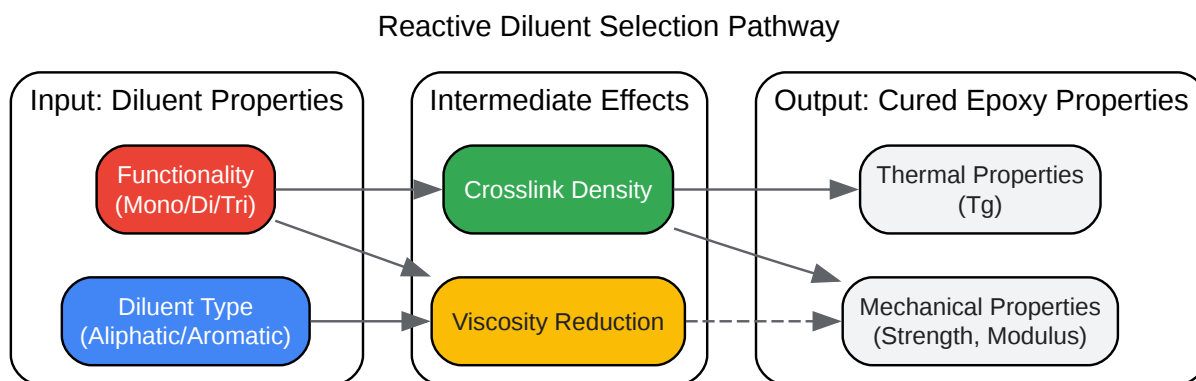 Reactive Diluent Selection Pathway
Input: Diluent Properties
Functionality
(Mono/Di/Tri)
Diluent Type
(Aliphatic/Aromatic)
Intermediate Effects
Crosslink Density
Viscosity Reduction
Output: Cured Epoxy Properties
Thermal Properties
(Tg)
Mechanical Properties
(Strength, Modulus)